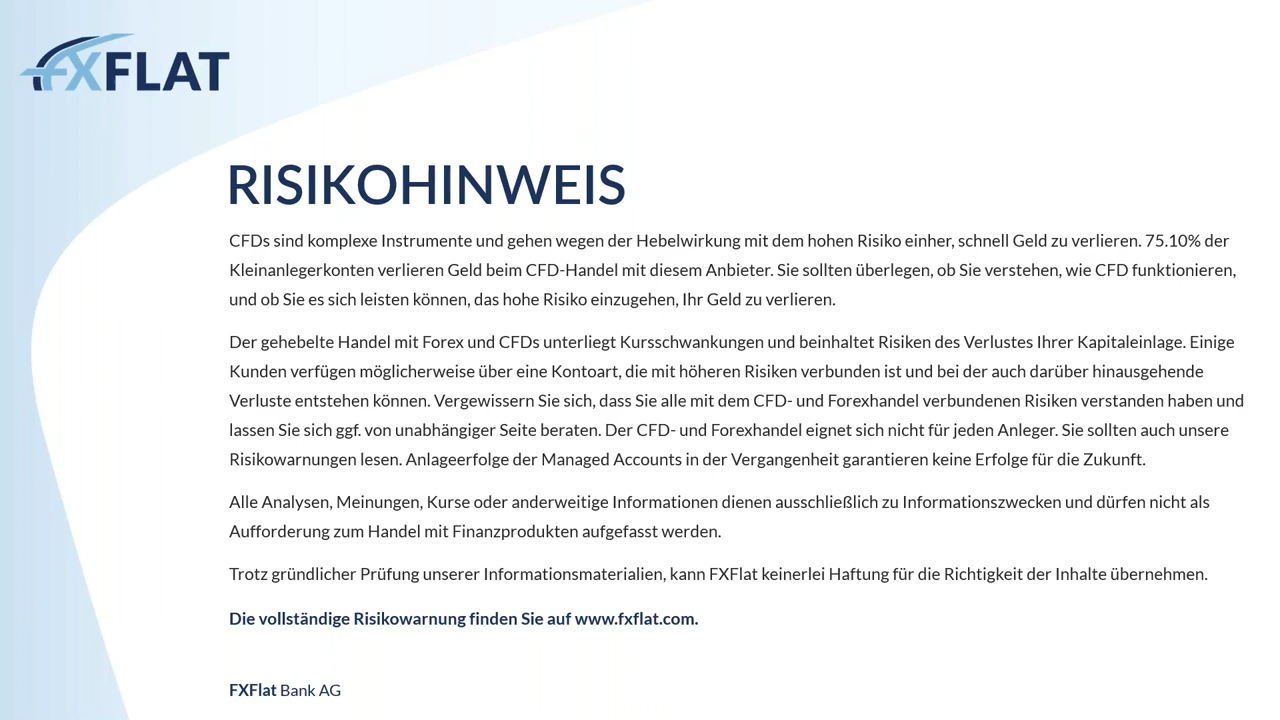 FXFLAT
RISIKOHINWEIS
CFDs sind komplexe Instrumente und gehen wegen der Hebelwirkung mit dem hohen Risiko einher, schnell Geld zu verlieren. 75.10% der
Kleinanlegerkonten verlieren Geld beim CFD-Handel mit diesem Anbieter. Sie sollten überlegen, ob Sie verstehen, wie CFD funktionieren,
und ob Sie es sich leisten können, das hohe Risiko einzugehen, Ihr Geld zu verlieren.
Der gehebelte Handel mit Forex und CFDs unterliegt Kursschwankungen und beinhaltet Risiken des Verlustes Ihrer Kapitaleinlage. Einige
Kunden verfügen möglicherweise über eine Kontoart, die mit höheren Risiken verbunden ist und bei der auch darüber hinausgehende
Verluste entstehen können. Vergewissern Sie sich, dass Sie alle mit dem CFD- und Forexhandel verbundenen Risiken verstanden haben und
lassen Sie sich ggf. von unabhängiger Seite beraten. Der CFD- und Forexhandel eignet sich nicht für jeden Anleger. Sie sollten auch unsere
Risikowarnungen lesen. Anlageerfolge der Managed Accounts in der Vergangenheit garantieren keine Erfolge für die Zukunft.
Alle Analysen, Meinungen, Kurse oder anderweitige Informationen dienen ausschließlich zu Informationszwecken und dürfen nicht als
Aufforderung zum Handel mit Finanzprodukten aufgefasst werden.
Trotz gründlicher Prüfung unserer Informationsmaterialien, kann FXFlat keinerlei Haftung für die Richtigkeit der Inhalte übernehmen.
Die vollständige Risikowarnung finden Sie auf www.fxflat.com.
FXFlat Bank AG